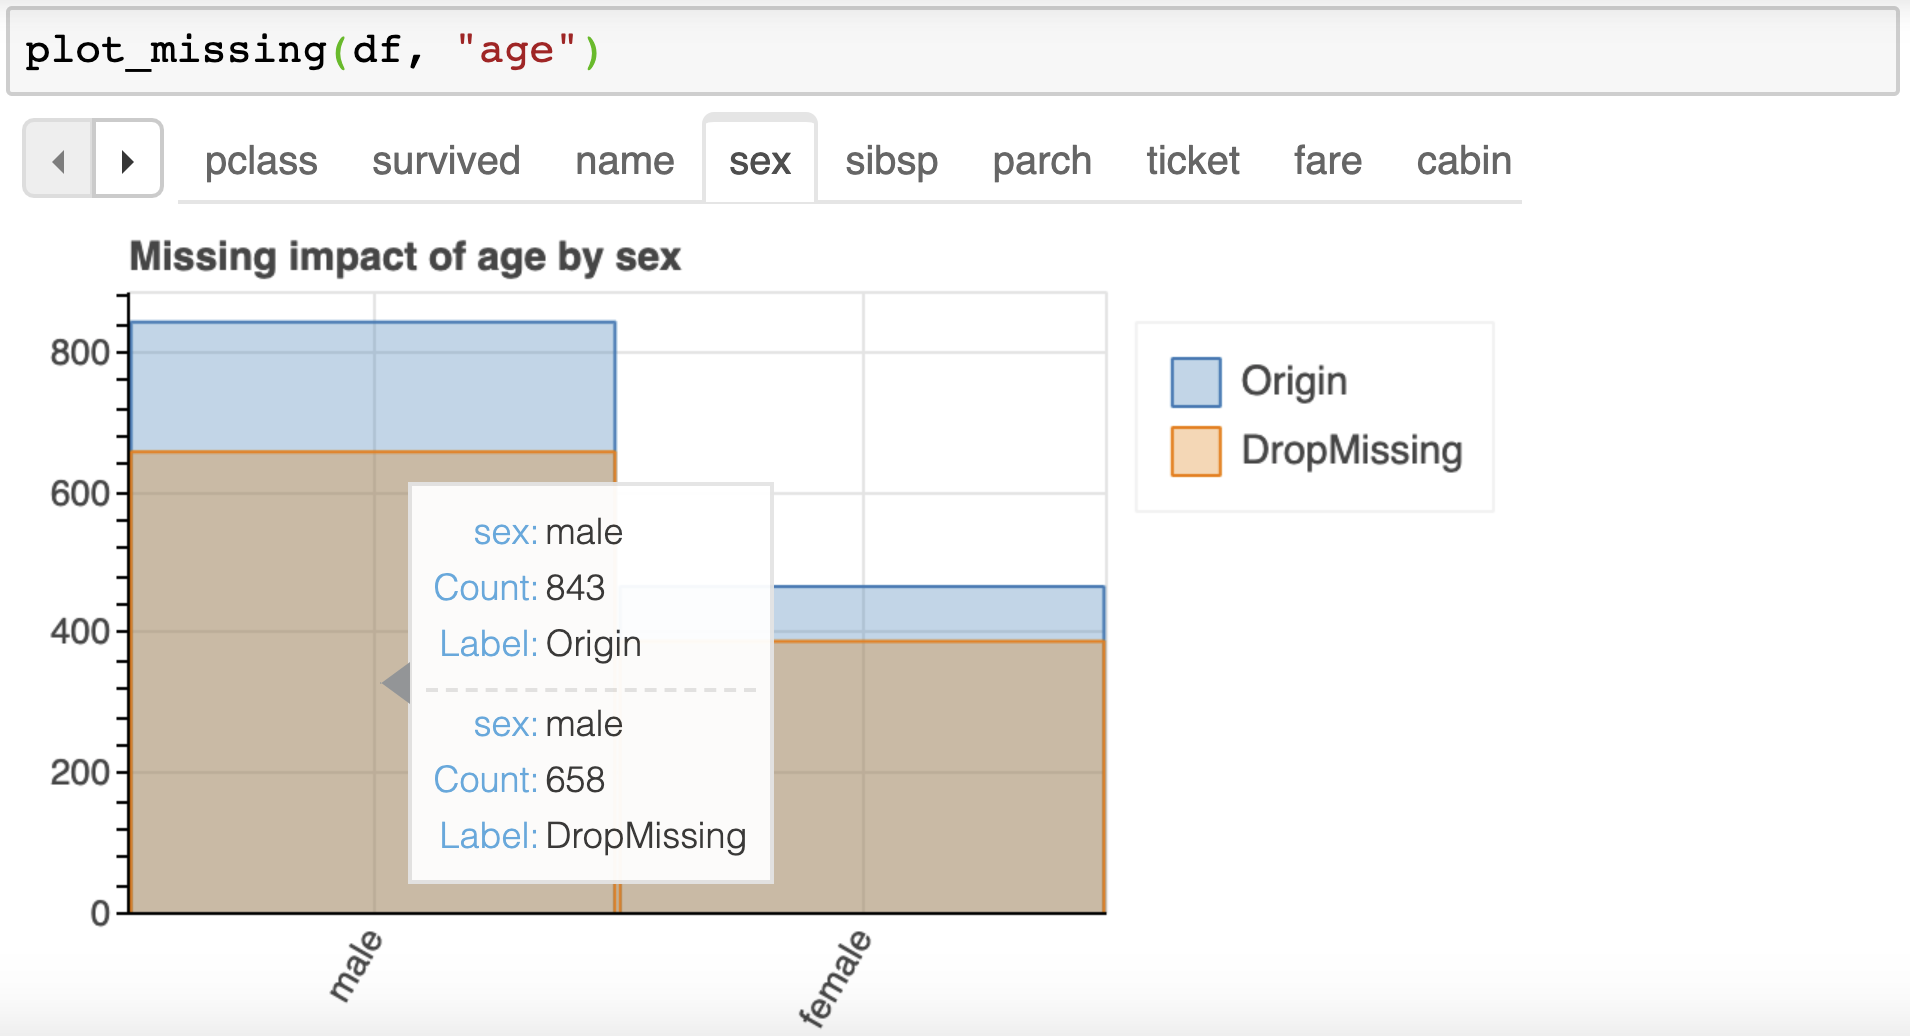 plot_missing(df, "age")
pclass survived name sex sibsp parch ticket fare cabin
Missing impact of age by sex
800
600
400
200
0
male
female
Origin
DropMissing
sex: male
Count: 843
Label: Origin
sex: male
Count: 658
Label: DropMissing